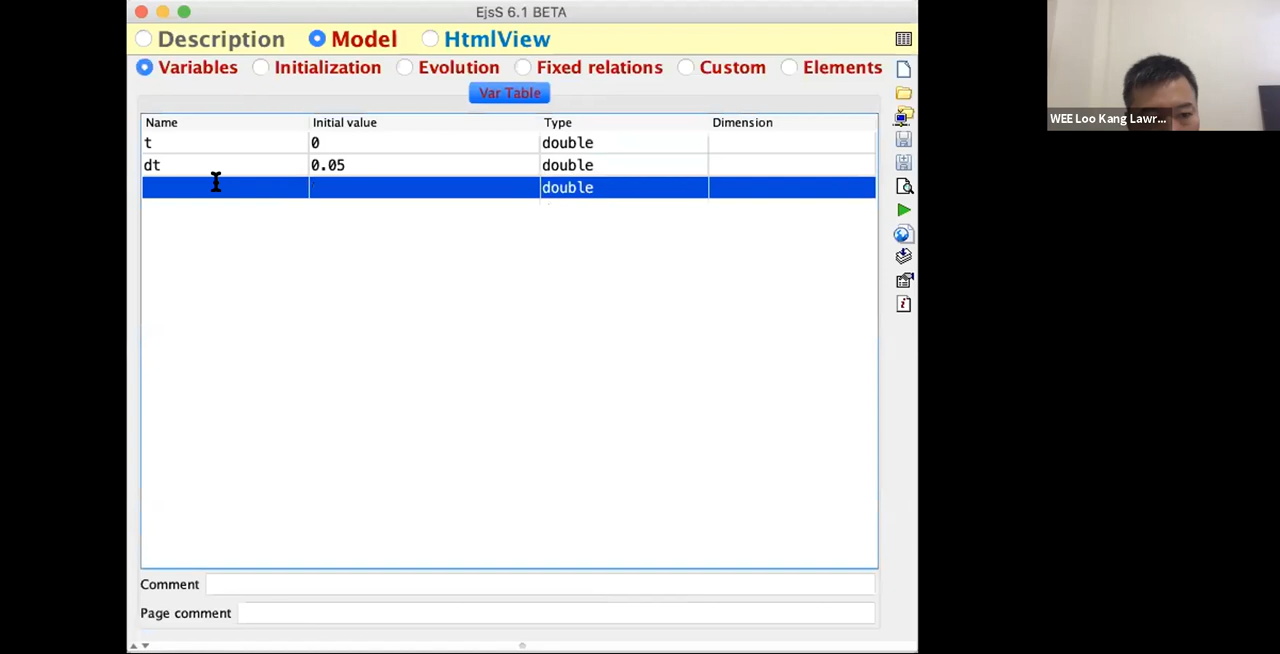 EjsS 6.1 BETA
Description Model HtmlView
Variables Initialization Evolution Fixed relations Custom Elements
Var Table
Name Initial value Type Dimension
t 0 double
dt 0.05 double
double
Comment
Page comment
WEE Loo Kang Lawr...